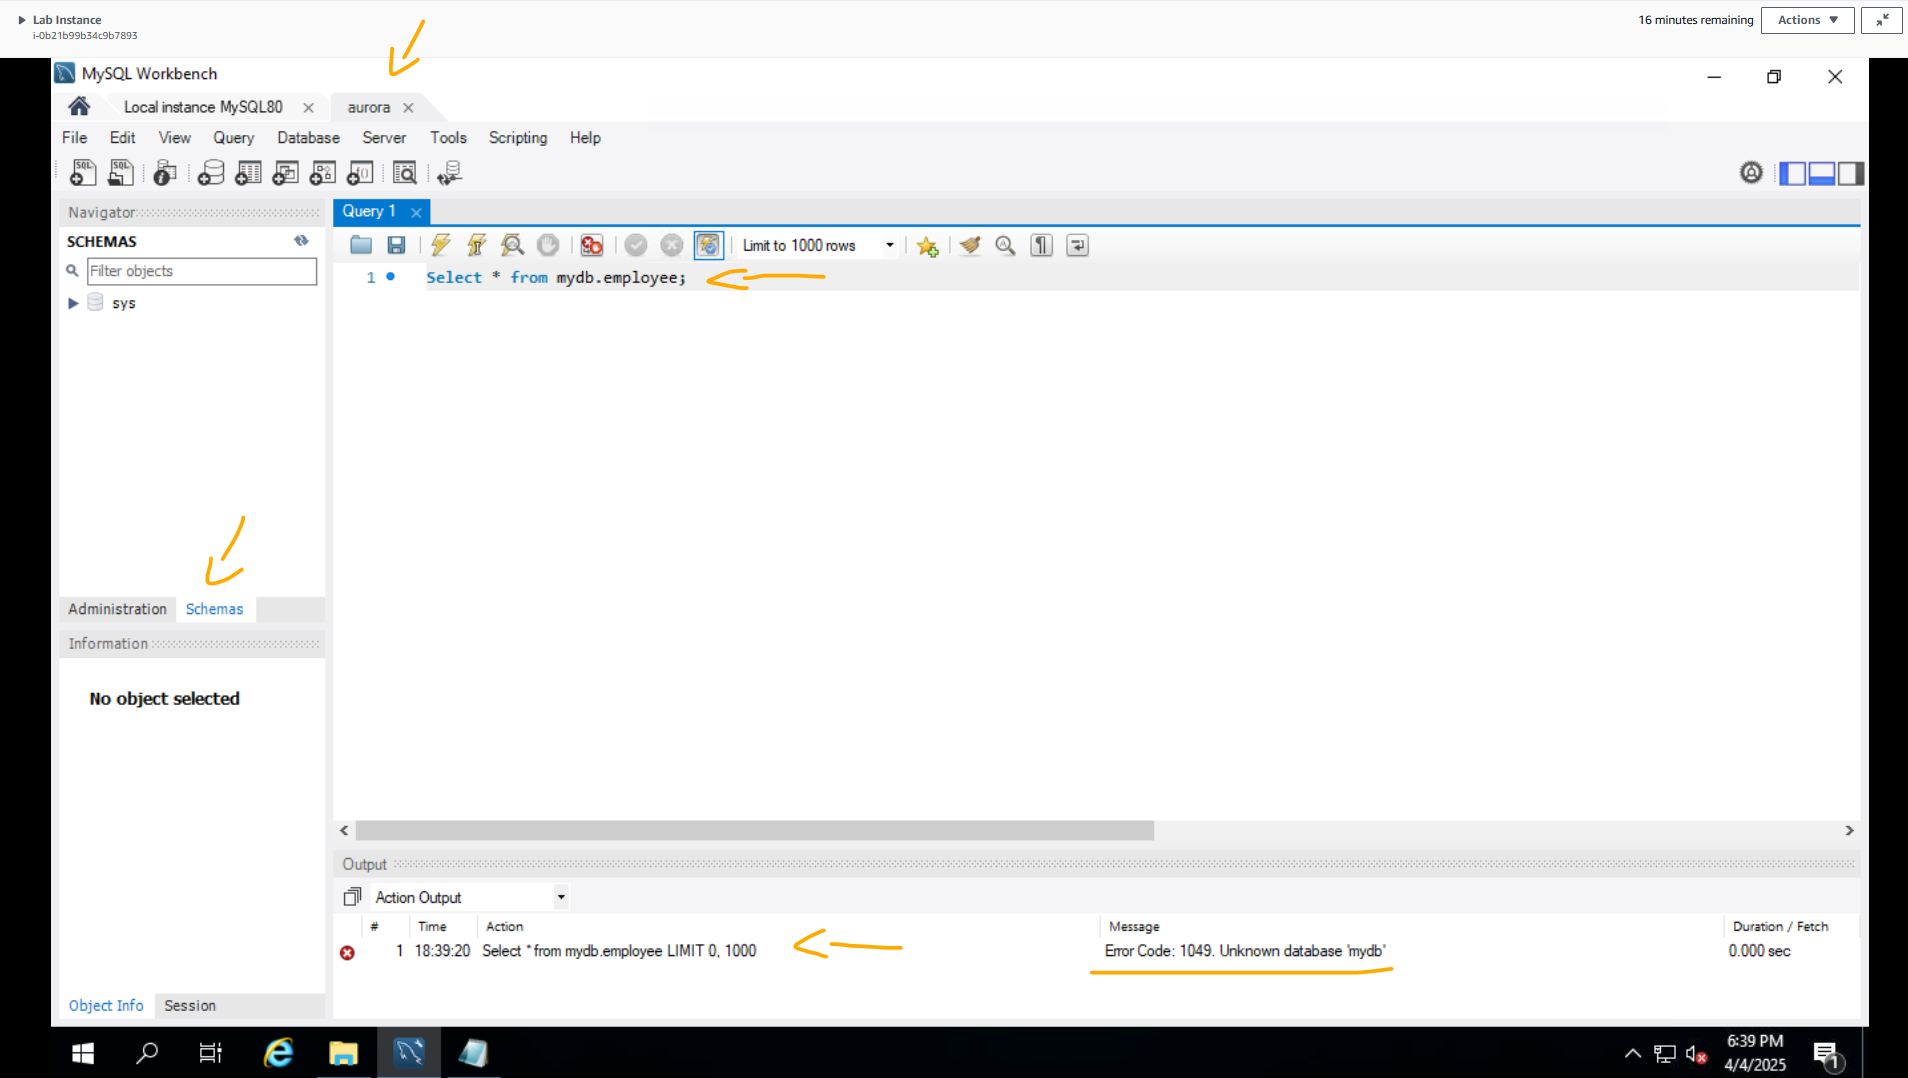 Lab Instance
i-0b21b99b34c9b7893
16 minutes remaining
Actions
MySQL Workbench
Local instance MySQL80
aurora
File Edit View Query Database Server Tools Scripting Help
Navigator
SCHEMAS
Filter objects
sys
Administration Schemas
Information
No object selected
Object Info Session
Query 1
Limit to 1000 rows
1 Select * from mydb.employee;
Output
Action Output
# Time Action Message Duration / Fetch
1 18:39:20 Select * from mydb.employee LIMIT 0, 1000 Error Code: 1049. Unknown database 'mydb' 0.000 sec
6:39 PM
4/4/2025
1